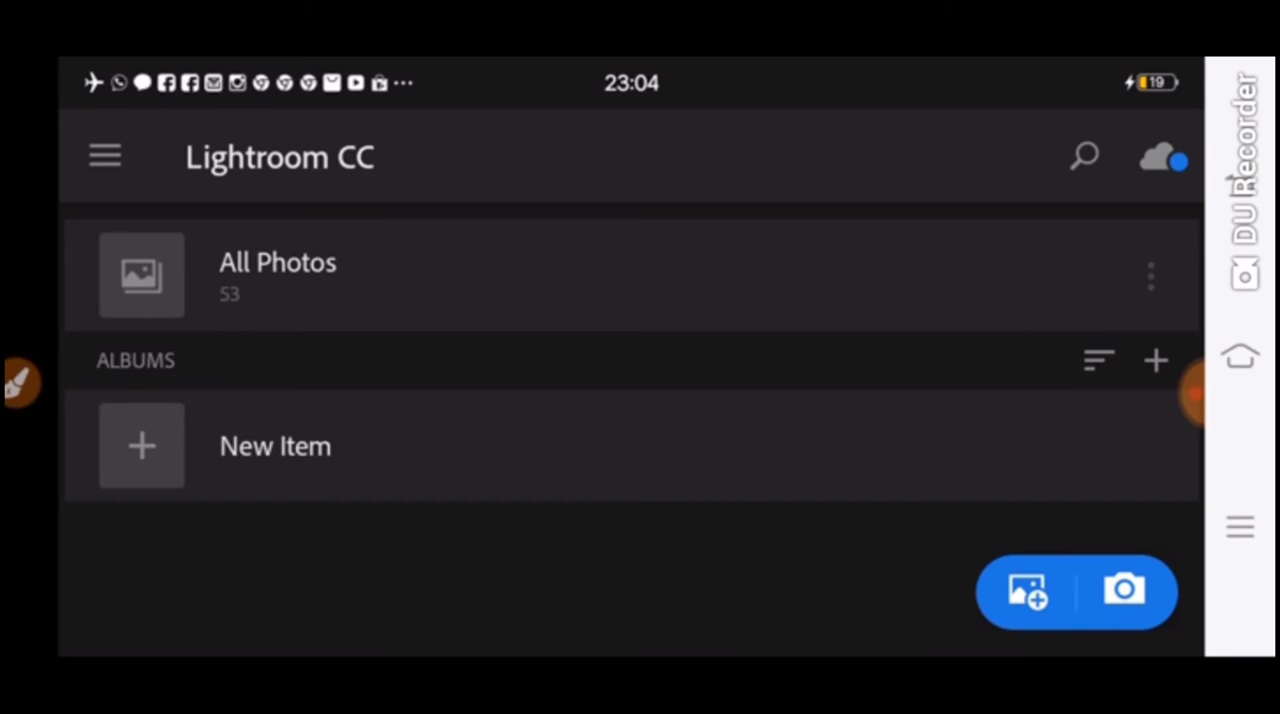 23:04
19
Lightroom CC
All Photos
53
ALBUMS
New Item
DU Recorder